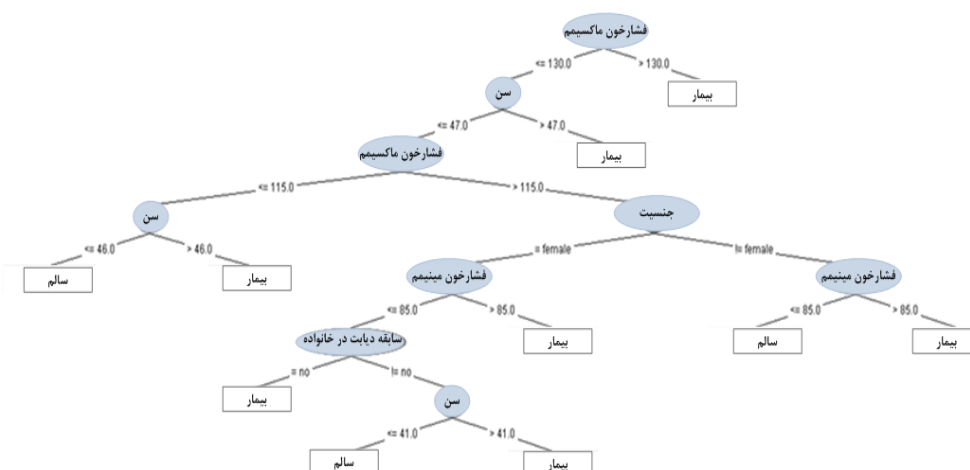 فشارخون ماکسیمم
<= 130.0
> 130.0
سن
بیمار
<= 47.0
> 47.0
فشارخون ماکسیمم
بیمار
<= 115.0
> 115.0
سن
جنسیت
<= 46.0
> 46.0
= female
!= female
سالم
بیمار
فشارخون مینیمم
فشارخون مینیمم
<= 85.0
> 85.0
<= 85.0
> 85.0
سابقه دیابت در خانواده
بیمار
سالم
بیمار
= no
!= no
بیمار
سن
<= 41.0
> 41.0
سالم
بیمار